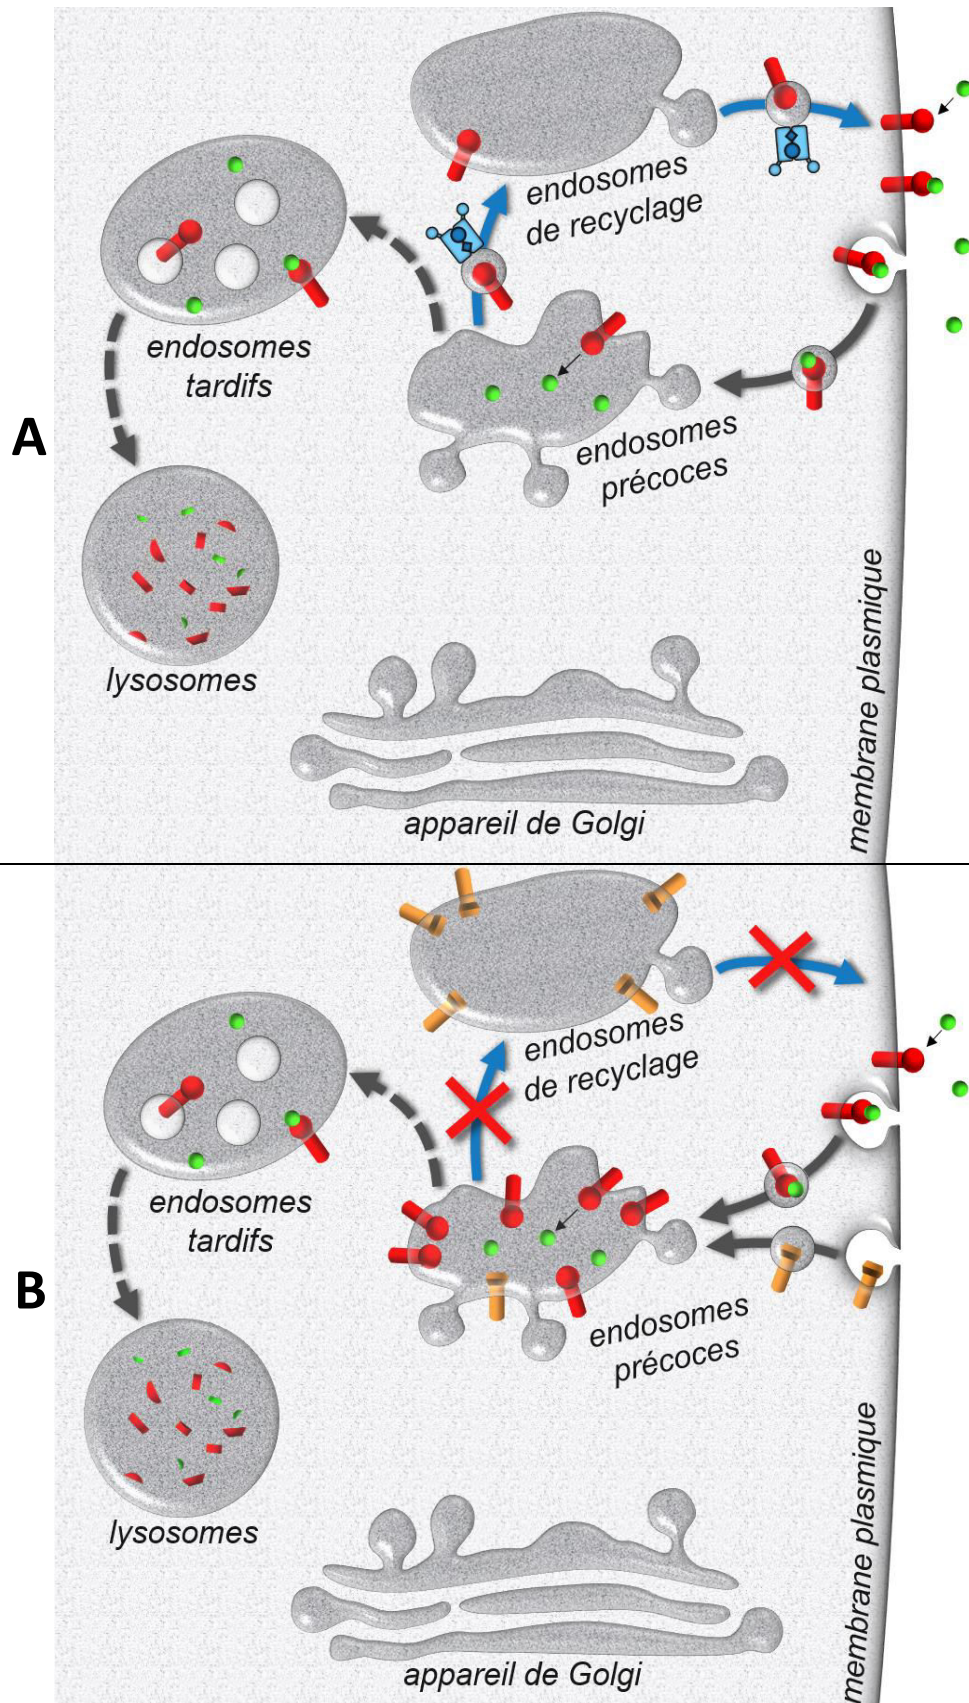 A
endosomes
de recyclage
endosomes
tardifs
endosomes
précoces
lysosomes
membrane plasmique
appareil de Golgi
B
endosomes
de recyclage
endosomes
tardifs
endosomes
précoces
lysosomes
membrane plasmique
appareil de Golgi